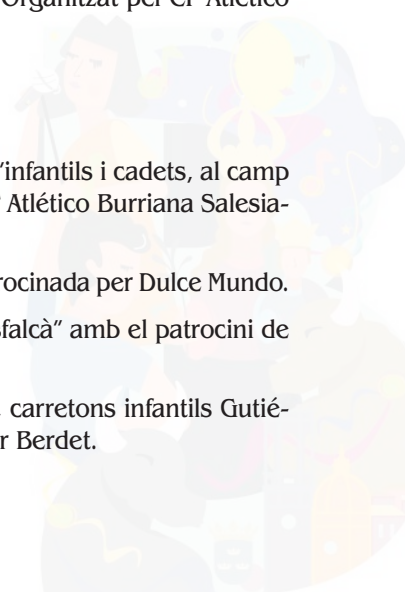 Organitzat per CF Atlético
'infantils i cadets, al camp
Atlético Burriana Salesia-
rocinada per Dulce Mundo.
falcà” amb el patrocini de
carretons infantils Gutié-
r Berdet.